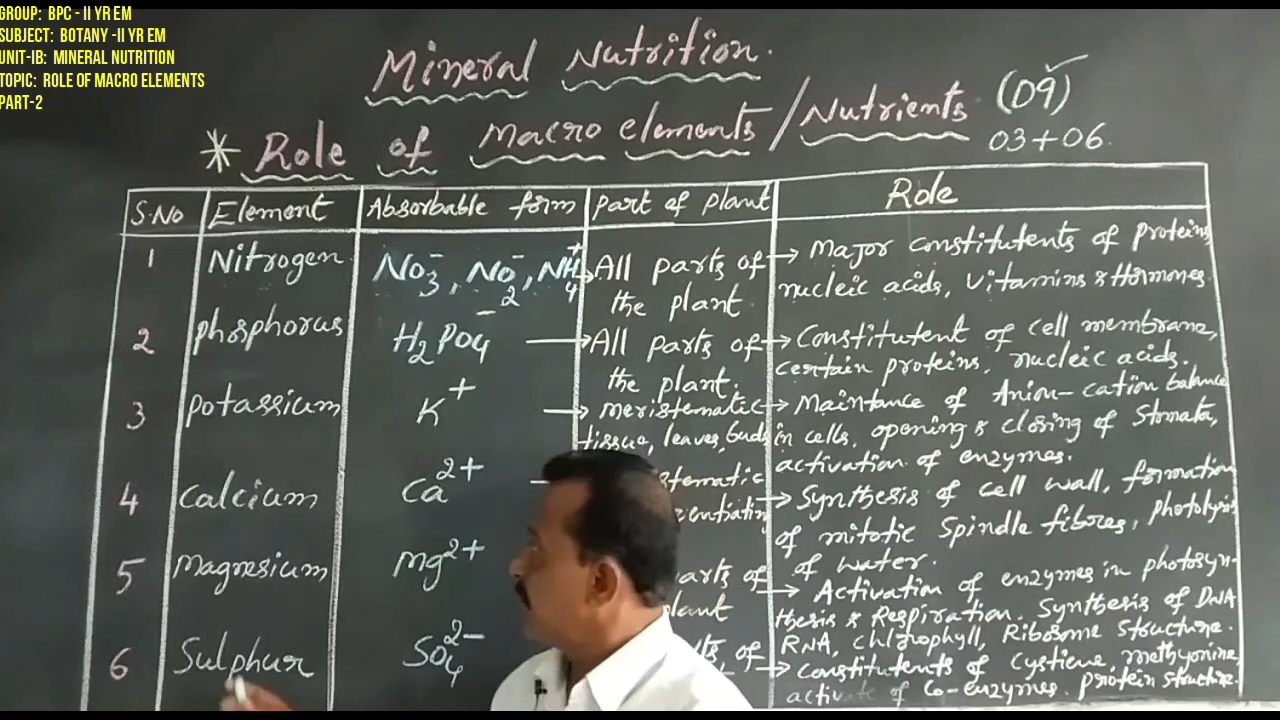 GROUP: BPC - II YR EM
SUBJECT: BOTANY -II YR EM
UNIT-IB: MINERAL NUTRITION
TOPIC: ROLE OF MACRO ELEMENTS
PART-2
Mineral Nutrition.
* Role of Macro elements / Nutrients (09)
03+06.
S.No Element Absorbable form Part of plant Role
1 Nitrogen NO3-, NO2-, NH4+ → All parts of the plant. → Major constitutents of proteins,
nucleic acids, Vitamins & Hormones.
2 Phosphorus H2PO4- → All parts of the plant. → Constitutent of cell membrane,
certain proteins, nucleic acids.
3 Potassium K+ → meristematic tissue, leaves, buds → Maintance of Anion-cation balance
in cells, opening & closing of Stomata,
activation of enzymes.
4 Calcium Ca2+ → Synthesis of cell wall, formation
of mitotic Spindle fibres, photolysis
of water.
5 Magnesium Mg2+ → Activation of enzymes in photosyn-
thesis & Respiration. Synthesis of DNA
RNA, Chlorophyll, Ribosome structure.
6 Sulphur SO4 2- → constitutents of Cystiene, methyonine,
activate of Co-enzymes. protein structure.